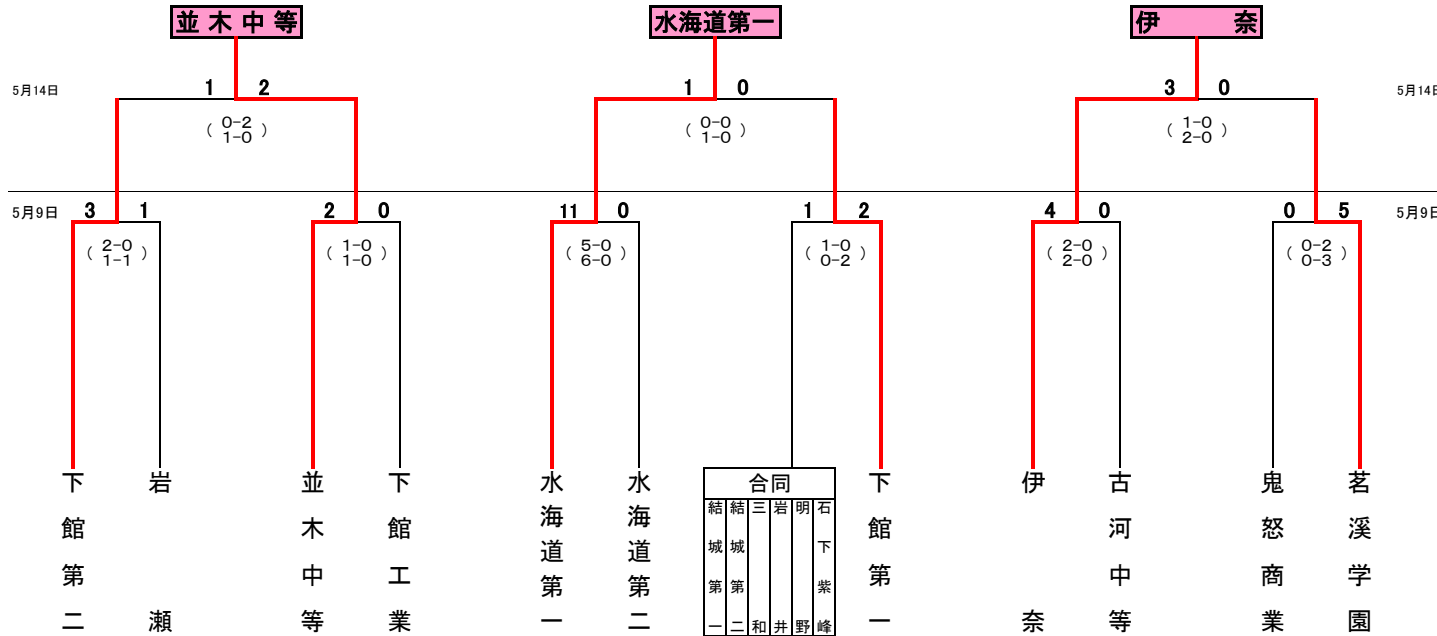 並木中等
水海道第一
伊奈
5月14日
1 2
1 0
3 0
5月14日
( 0-2 1-0 )
( 0-0 1-0 )
( 1-0 2-0 )
5月9日
3 1
2 0
11 0
1 2
4 0
0 5
5月9日
( 2-0 1-1 )
( 1-0 1-0 )
( 5-0 6-0 )
( 1-0 0-2 )
( 2-0 2-0 )
( 0-2 0-3 )
下館第二
岩瀬
並木中等
下館工業
水海道第一
水海道第二
合同
結城第一
結城第二
三和
岩井
明野
石下紫峰
下館第一
伊奈
古河中等
鬼怒商業
茗溪学園